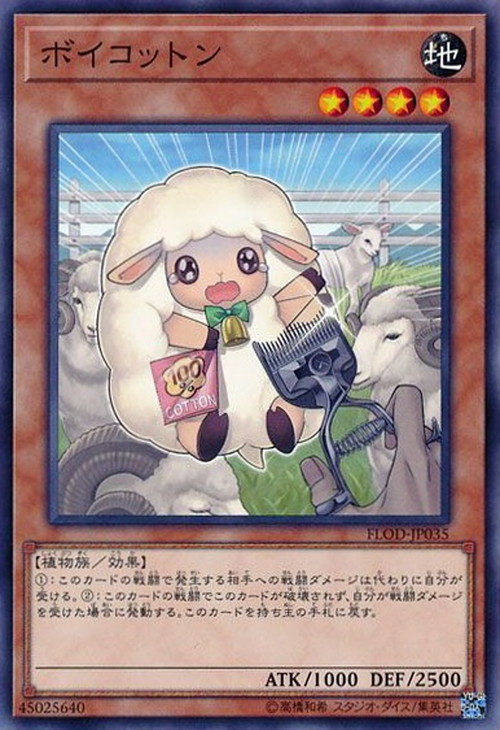 ボイコットン
地
100
%
COTTON
FLOD-JP035
【植物族／効果】
①：このカードの戦闘で発生する相手への戦闘ダメージは代わりに自分が
受ける。②：このカードの戦闘でこのカードが破壊されず、自分が戦闘ダメージ
を受けた場合に発動する。このカードを持ち主の手札に戻す。
ATK/1000 DEF/2500
45025640 ©高橋和希 スタジオ・ダイス/集英社